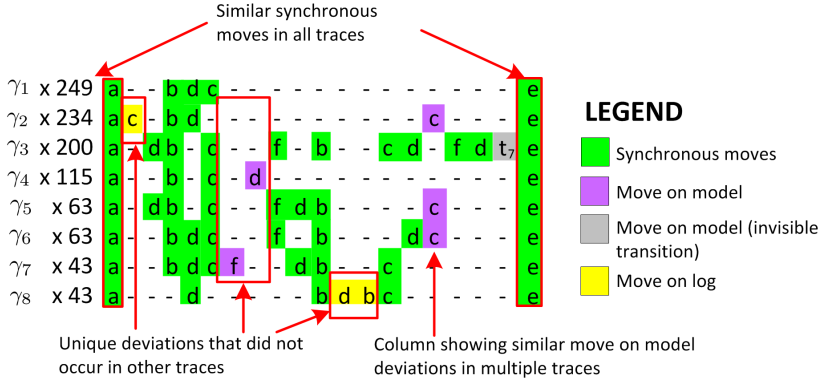 Similar synchronous
moves in all traces
γ1 x 249 a - - b d c - - - - - - - - - - - - - e
γ2 x 234 a c - b d - - - - - - - - - - c - - - e
γ3 x 200 a - d b - c - - f - b - - c d - f d t7 e
γ4 x 115 a - - b - c - d - - - - - - - - - - - e
γ5 x 63 a - d b - c - - f d b - - - - c - - - e
γ6 x 63 a - - b d c - - f - b - - - d c - - - e
γ7 x 43 a - - b d c f - - d b - - c - - - - - e
γ8 x 43 a - - - d - - - - - b d b c - - - - - e
Unique deviations that did not
occur in other traces
Column showing similar move on model
deviations in multiple traces
LEGEND
Synchronous moves
Move on model
Move on model (invisible
transition)
Move on log